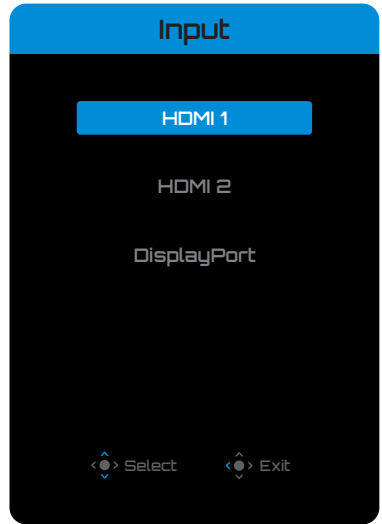 Input
HDMI 1
HDMI 2
DisplayPort
Select Exit